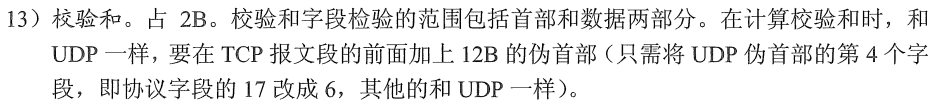 13）校验和。占 2B。校验和字段检验的范围包括首部和数据两部分。在计算校验和时，和
UDP 一样，要在 TCP 报文段的前面加上 12B 的伪首部（只需将 UDP 伪首部的第 4 个字
段，即协议字段的 17 改成 6，其他的和 UDP 一样）。